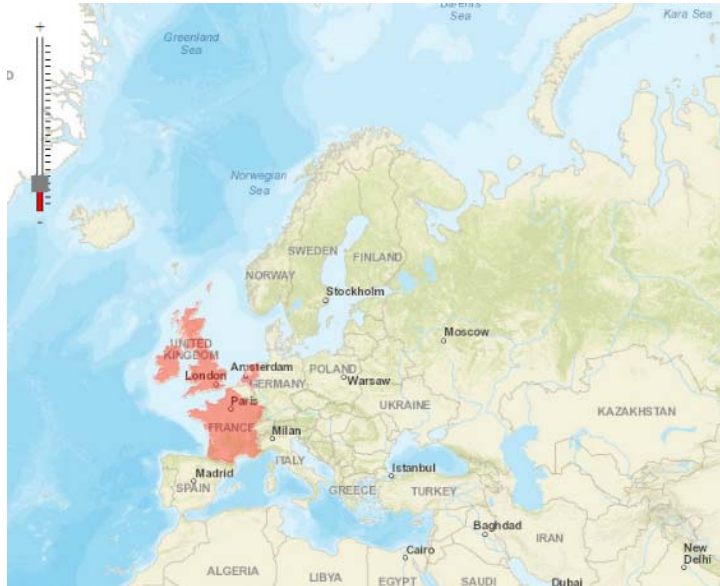 +
Greenland
Sea
Barents
Sea
Kara Sea
D
-
Norwegian
Sea
SWEDEN
FINLAND
NORWAY
Stockholm
Moscow
UNITED
KINGDOM
Amsterdam
London
POLAND
GERMANY
Warsaw
Paris
UKRAINE
KAZAKHSTAN
FRANCE
Milan
ITALY
Madrid
Istanbul
SPAIN
GREECE
TURKEY
Baghdad
IRAN
Cairo
New
Delhi
ALGERIA
LIBYA
EGYPT
SAUDI
Dubai